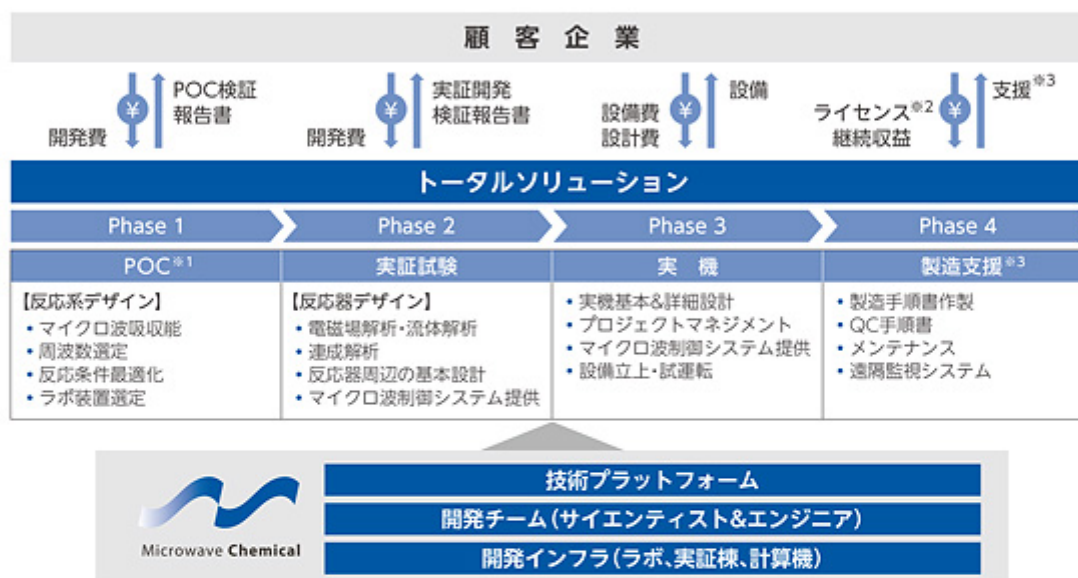 顧客企業
POC検証
報告書
開発費
¥
実証開発
検証報告書
開発費
¥
設備
設備費
設計費
¥
支援※3
ライセンス※2
継続収益
¥
トータルソリューション
Phase 1
Phase 2
Phase 3
Phase 4
POC※1
実証試験
実 機
製造支援※3
【反応系デザイン】
• マイクロ波吸収能
• 周波数選定
• 反応条件最適化
• ラボ装置選定
【反応器デザイン】
• 電磁場解析・流体解析
• 連成解析
• 反応器周辺の基本設計
• マイクロ波制御システム提供
• 実機基本&詳細設計
• プロジェクトマネジメント
• マイクロ波制御システム提供
• 設備立上・試運転
• 製造手順書作製
• QC手順書
• メンテナンス
• 遠隔監視システム
Microwave Chemical
技術プラットフォーム
開発チーム(サイエンティスト&エンジニア)
開発インフラ(ラボ、実証棟、計算機)